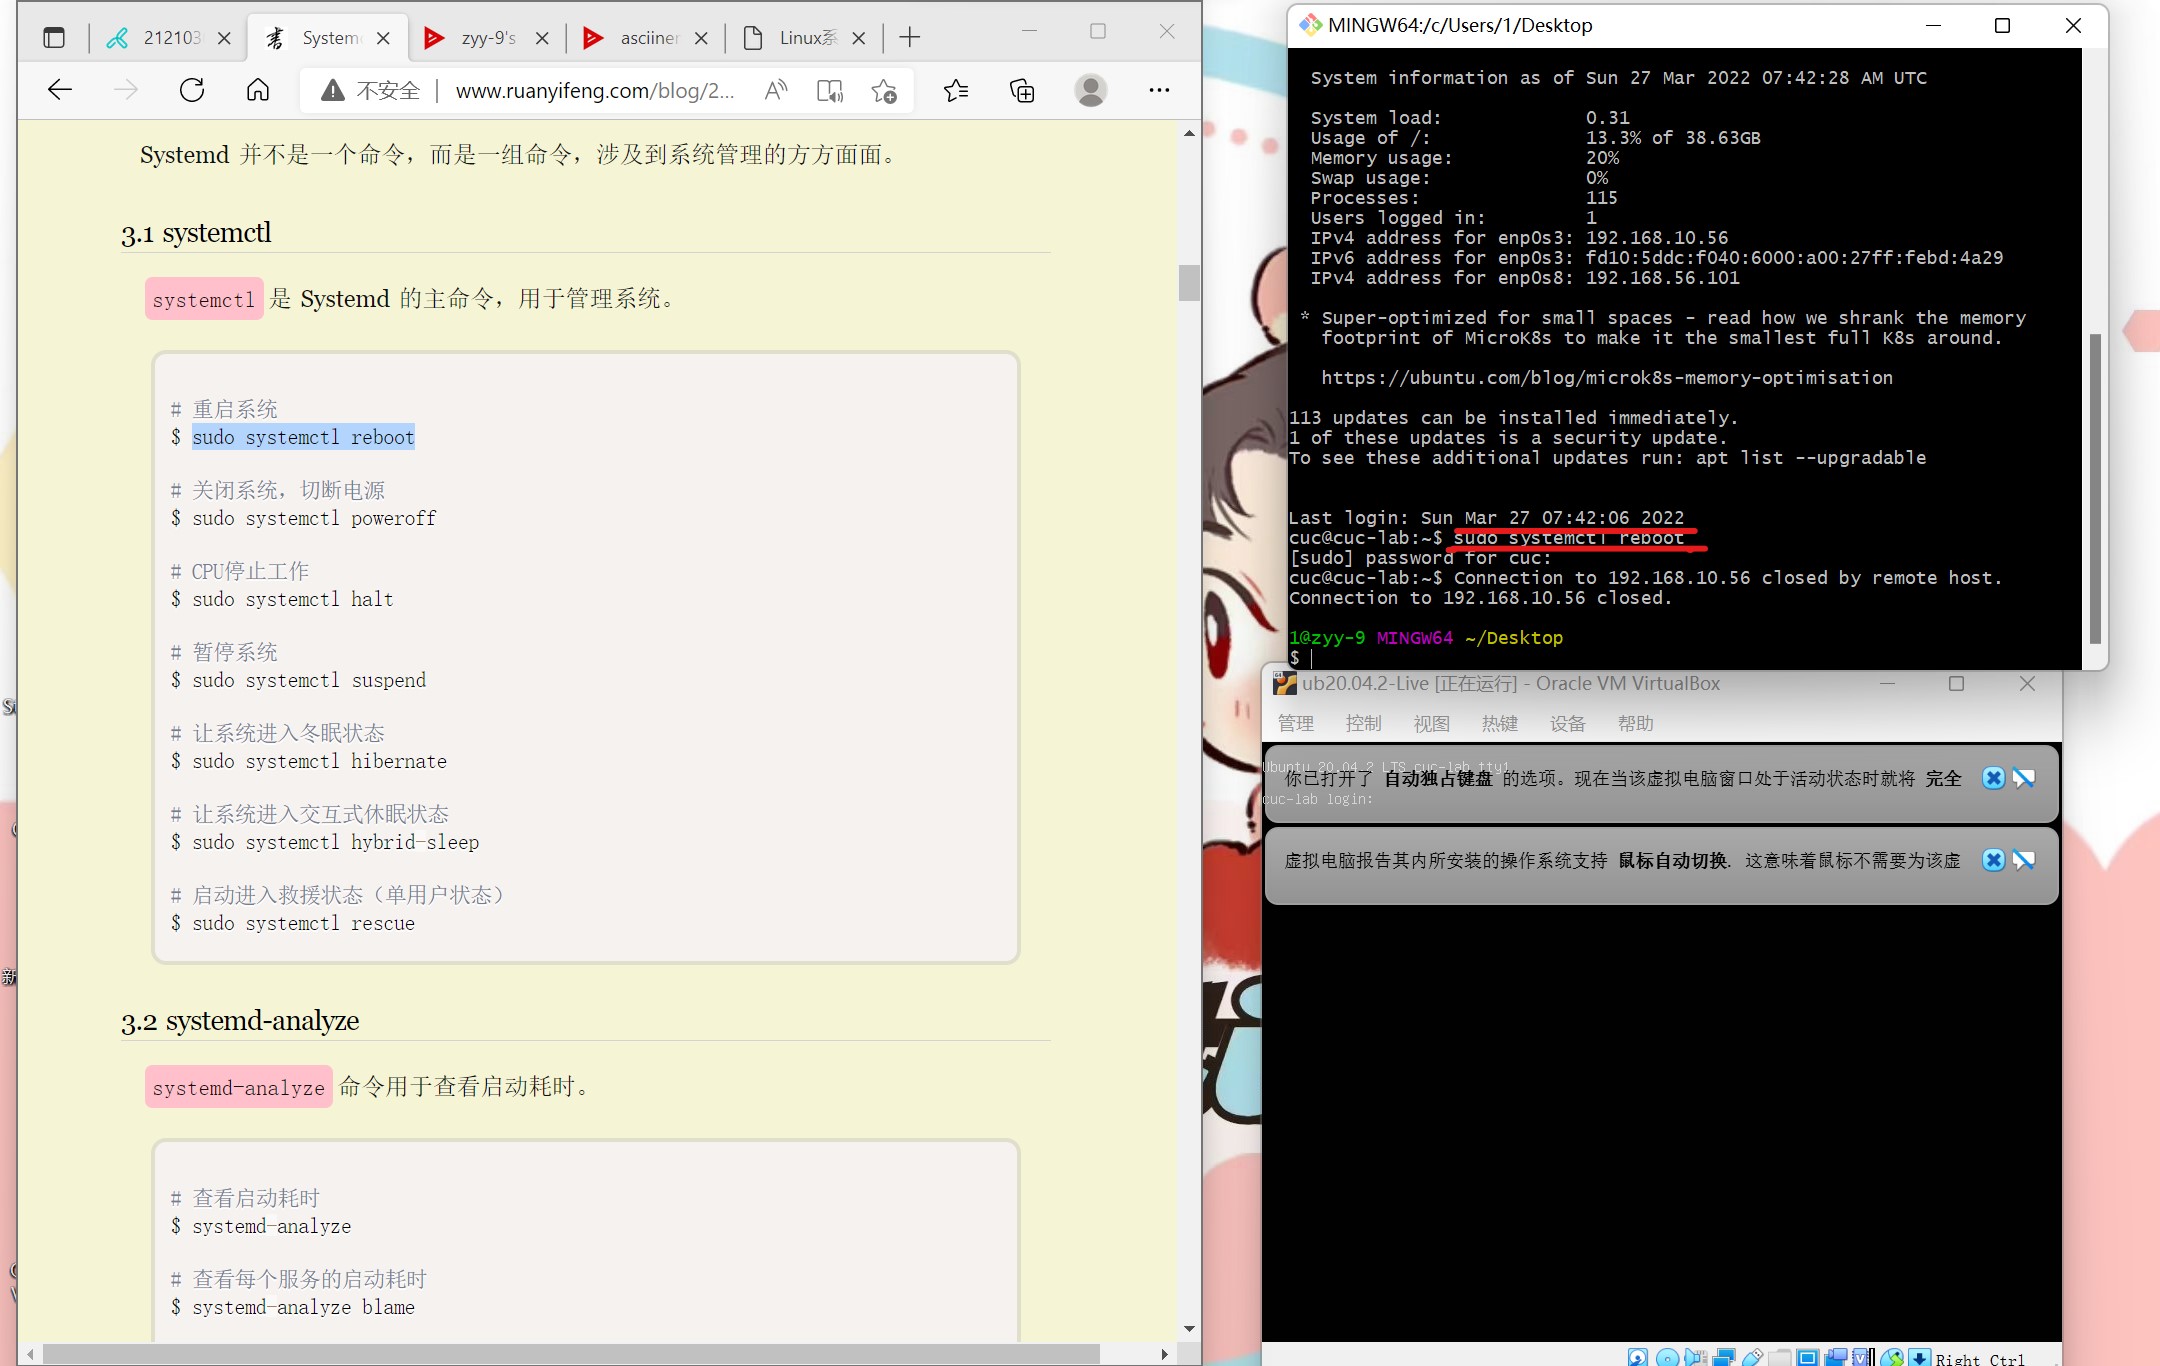 212103
System
zyy-9's
asciiner
Linux系
不安全
www.ruanyifeng.com/blog/2...
Systemd 并不是一个命令，而是一组命令，涉及到系统管理的方方面面。
3.1 systemctl
systemctl 是 Systemd 的主命令，用于管理系统。
# 重启系统
$ sudo systemctl reboot
# 关闭系统，切断电源
$ sudo systemctl poweroff
# CPU停止工作
$ sudo systemctl halt
# 暂停系统
$ sudo systemctl suspend
# 让系统进入冬眠状态
$ sudo systemctl hibernate
# 让系统进入交互式休眠状态
$ sudo systemctl hybrid-sleep
# 启动进入救援状态（单用户状态）
$ sudo systemctl rescue
3.2 systemd-analyze
systemd-analyze 命令用于查看启动耗时。
# 查看启动耗时
$ systemd-analyze
# 查看每个服务的启动耗时
$ systemd-analyze blame
MINGW64:/c/Users/1/Desktop
System information as of Sun 27 Mar 2022 07:42:28 AM UTC
System load: 0.31
Usage of /: 13.3% of 38.63GB
Memory usage: 20%
Swap usage: 0%
Processes: 115
Users logged in: 1
IPv4 address for enp0s3: 192.168.10.56
IPv6 address for enp0s3: fd10:5ddc:f040:6000:a00:27ff:febd:4a29
IPv4 address for enp0s8: 192.168.56.101
* Super-optimized for small spaces - read how we shrank the memory
footprint of MicroK8s to make it the smallest full K8s around.
https://ubuntu.com/blog/microk8s-memory-optimisation
113 updates can be installed immediately.
1 of these updates is a security update.
To see these additional updates run: apt list --upgradable
Last login: Sun Mar 27 07:42:06 2022
cuc@cuc-lab:~$ sudo systemctl reboot
[sudo] password for cuc:
cuc@cuc-lab:~$ Connection to 192.168.10.56 closed by remote host.
Connection to 192.168.10.56 closed.
1@zyy-9 MINGW64 ~/Desktop
$
ub20.04.2-Live [正在运行] - Oracle VM VirtualBox
管理 控制 视图 热键 设备 帮助
Ubuntu 20.04.2 LTS cuc-lab tty1
你已打开了 自动独占键盘 的选项。现在当该虚拟电脑窗口处于活动状态时就将 完全
cuc-lab login:
虚拟电脑报告其内所安装的操作系统支持 鼠标自动切换. 这意味着鼠标不需要为该虚
Right Ctrl